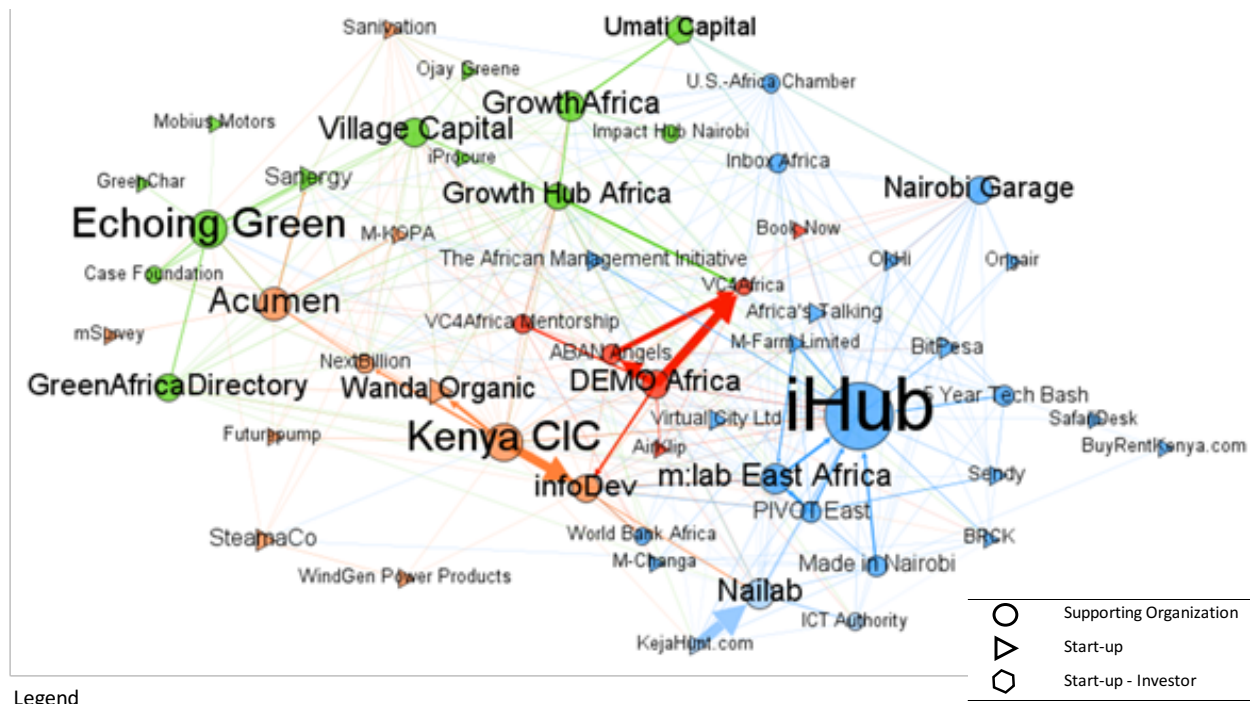 Sanivation
Umati Capital
Ojay Greene
U.S.-Africa Chamber
GrowthAfrica
Mobius Motors
Village Capital
Impact Hub Nairobi
iProcure
Inbox Africa
GreenChar
Sanergy
Growth Hub Africa
Nairobi Garage
Echoing Green
M-KOPA
Book Now
The African Management Initiative
OkHi
Ongair
Case Foundation
VC4Africa
Acumen
Africa's Talking
VC4Africa Mentorship
mSurvey
M-Farm Limited
BitPesa
ABAN Angels
NextBillion
DEMO Africa
GreenAfricaDirectory
Wanda Organic
iHub
5 Year Tech Bash
Virtual City Ltd
SafariDesk
Futurepump
Kenya CIC
AirKlip
BuyRentKenya.com
m:lab East Africa
Sendy
infoDev
PIVOT East
World Bank Africa
BRCK
SteamaCo
M-Changa
Made in Nairobi
WindGen Power Products
Nailab
ICT Authority
KejaHunt.com
Supporting Organization
Start-up
Start-up - Investor
Legend